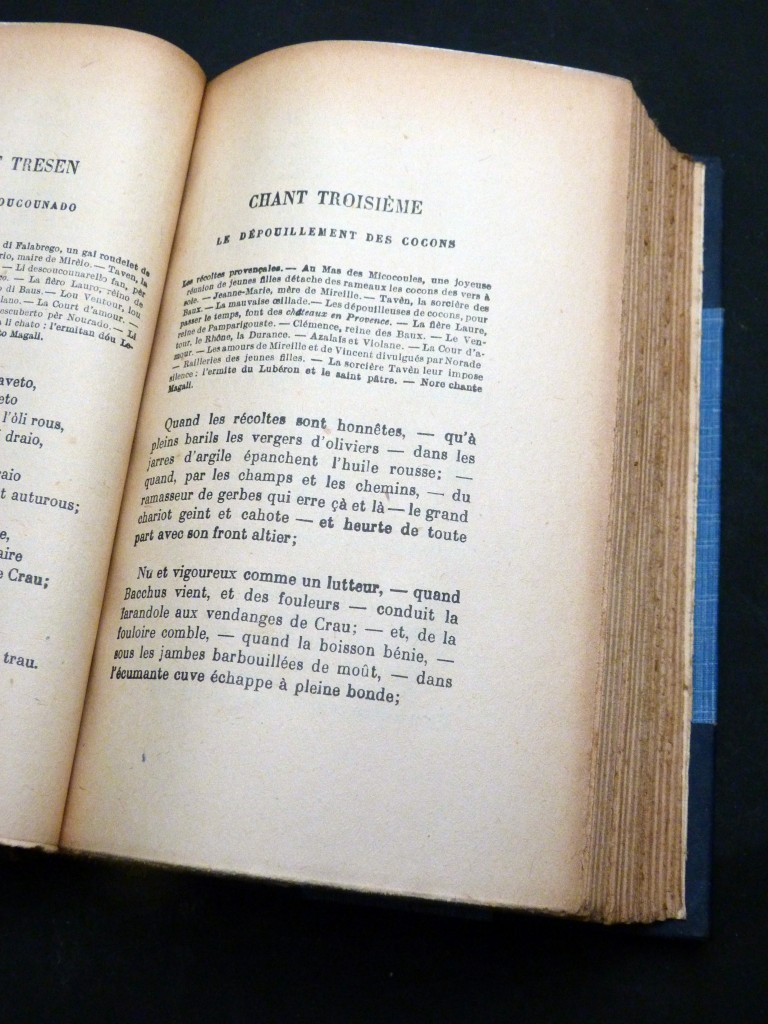 TRESEN
OUCOUNADO
di Falabrego, un gai roundelet de
rio, maire de Mirèio. — Taven, la
— Li descoucounarello fan, pèr
— La fièro Lauro, rèino de
di Baus. — Lou Ventour, lou
lano. — La Court d'amour. —
escuberto pèr Nourado. — Li
li chato : l'ermitan dóu Le-
Magali.
aveto,
eto
l'òli rous,
draio,
raio
t auturous;
e,
aire
e Crau;
trau.
CHANT TROISIÈME
LE DÉPOUILLEMENT DES COCONS
Les récoltes provençales. — Au Mas des Micocoules, une joyeuse
réunion de jeunes filles détache des rameaux les cocons des vers à
soie. — Jeanne-Marie, mère de Mireille. — Tavèn, la sorcière des
Baux. — La mauvaise œillade. — Les dépouilleuses de cocons, pour
passer le temps, font des châteaux en Provence. — La fière Laure,
reine de Pamparigouste. — Clémence, reine des Baux. — Le Ven-
tour, le Rhône, la Durance. — Azalaïs et Violane. — La Cour d'a-
mour. — Les amours de Mireille et de Vincent divulgués par Norade
— Railleries des jeunes filles. — La sorcière Tavèn leur impose
silence : l'ermite du Lubéron et le saint pâtre. — Nore chante
Magali.
Quand les récoltes sont honnêtes, — qu'à
pleins barils les vergers d'oliviers — dans les
jarres d'argile épanchent l'huile rousse; —
quand, par les champs et les chemins, — du
ramasseur de gerbes qui erre çà et là — le grand
chariot geint et cahote — et heurte de toute
part avec son front altier;
Nu et vigoureux comme un lutteur, — quand
Bacchus vient, et des fouleurs — conduit la
farandole aux vendanges de Crau; — et, de la
fouloire comble, — quand la boisson bénie, —
sous les jambes barbouillées de moût, — dans
l'écumante cuve échappe à pleine bonde;